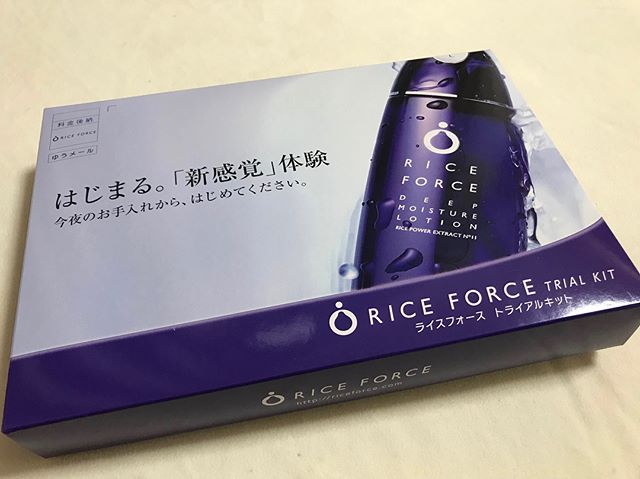 料金後納
RICE FORCE
ゆうメール
はじまる。「新感覚」体験
今夜のお手入れから、はじめてください。
RICE
FORCE
DEEP
MOISTURE
LOTION
RICE POWER EXTRACT Nº11
RICE FORCE TRIAL KIT
ライスフォース トライアルキット
RICE FORCE
http://riceforce.com